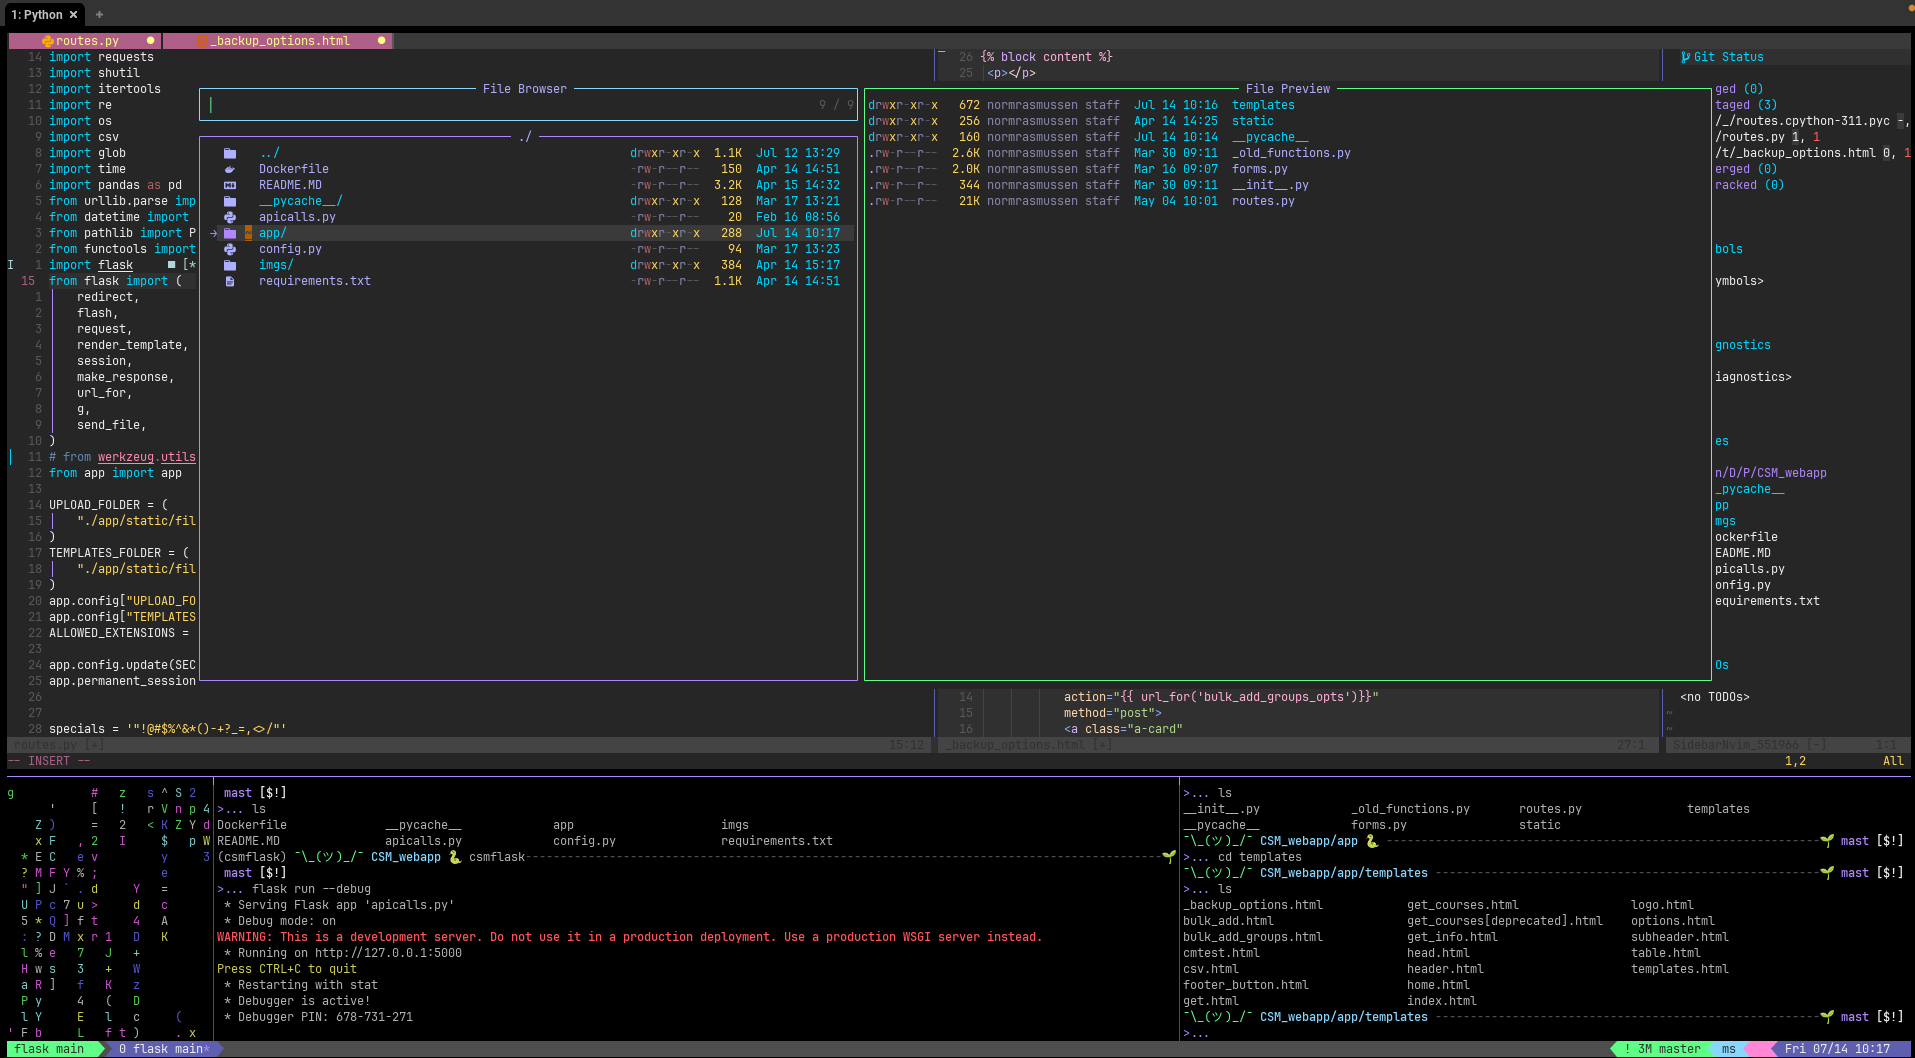 1: Python × +
routes.py ● _backup_options.html ●
14 import requests
13 import shutil
12 import itertools
11 import re
10 import os
9 import csv
8 import glob
7 import time
6 import pandas as pd
5 from urllib.parse imp
4 from datetime import
3 from pathlib import P
2 from functools import
I 1 import flask ■ [*
15 from flask import (
1 redirect,
2 flash,
3 request,
4 render_template,
5 session,
6 make_response,
7 url_for,
8 g,
9 send_file,
10 )
11 # from werkzeug.utils
12 from app import app
13
14 UPLOAD_FOLDER = (
15 "./app/static/fil
16 )
17 TEMPLATES_FOLDER = (
18 "./app/static/fil
19 )
20 app.config["UPLOAD_FO
21 app.config["TEMPLATES
22 ALLOWED_EXTENSIONS =
23
24 app.config.update(SEC
25 app.permanent_session
26
27
28 specials = '"!@#$%^&*()-+?_=,<>/"'
routes.py [+] 15:12
-- INSERT --
File Browser
9 / 9
./
../ drwxr-xr-x 1.1K Jul 12 13:29
Dockerfile -rw-r--r-- 150 Apr 14 14:51
README.MD -rw-r--r-- 3.2K Apr 15 14:32
__pycache__/ drwxr-xr-x 128 Mar 17 13:21
apicalls.py -rw-r--r-- 20 Feb 16 08:56
→ app/ drwxr-xr-x 288 Jul 14 10:17
config.py -rw-r--r-- 94 Mar 17 13:23
imgs/ drwxr-xr-x 384 Apr 14 15:17
requirements.txt -rw-r--r-- 1.1K Apr 14 14:51
26 {% block content %}
25 <p></p>
File Preview
drwxr-xr-x 672 normrasmussen staff Jul 14 10:16 templates
drwxr-xr-x 256 normrasmussen staff Apr 14 14:25 static
drwxr-xr-x 160 normrasmussen staff Jul 14 10:14 __pycache__
.rw-r--r-- 2.6K normrasmussen staff Mar 30 09:11 _old_functions.py
.rw-r--r-- 2.0K normrasmussen staff Mar 16 09:07 forms.py
.rw-r--r-- 344 normrasmussen staff Mar 30 09:11 __init__.py
.rw-r--r-- 21K normrasmussen staff May 04 10:01 routes.py
14 action="{{ url_for('bulk_add_groups_opts')}}"
15 method="post">
16 <a class="a-card"
_backup_options.html [+] 27:1
Git Status
ged (0)
taged (3)
/_/routes.cpython-311.pyc -,
/routes.py 1, 1
/t/_backup_options.html 0, 1
erged (0)
racked (0)
bols
ymbols>
gnostics
iagnostics>
es
n/D/P/CSM_webapp
_pycache__
pp
mgs
ockerfile
EADME.MD
picalls.py
onfig.py
equirements.txt
Os
<no TODOs>
~
~
SidebarNvim_551966 [-] 1:1
1,2 All
g # z s ^ S 2
' [ ! r V n p 4
Z ) = 2 < K Z Y d
x F , 2 I $ p W
* E C e v y 3
? M F Y % ; e
" ] J ` . d Y =
U P c 7 u > d c
5 * Q ] f t 4 A
: ? D M x r 1 D K
l % e 7 J +
H w s 3 + W
a R ] f K z
P y 4 ( D
l Y E l c (
' F b L f t ) . x
mast [$!]
>... ls
Dockerfile __pycache__ app imgs
README.MD apicalls.py config.py requirements.txt
(csmflask) ¯\_(ツ)_/¯ CSM_webapp 🐍 csmflask
mast [$!]
>... flask run --debug
* Serving Flask app 'apicalls.py'
* Debug mode: on
WARNING: This is a development server. Do not use it in a production deployment. Use a production WSGI server instead.
* Running on http://127.0.0.1:5000
Press CTRL+C to quit
* Restarting with stat
* Debugger is active!
* Debugger PIN: 678-731-271
>... ls
__init__.py _old_functions.py routes.py templates
__pycache__ forms.py static
¯\_(ツ)_/¯ CSM_webapp/app 🐍 🌱 mast [$!]
>... cd templates
¯\_(ツ)_/¯ CSM_webapp/app/templates 🌱 mast [$!]
>... ls
_backup_options.html get_courses.html logo.html
bulk_add.html get_courses[deprecated].html options.html
bulk_add_groups.html get_info.html subheader.html
cmtest.html head.html table.html
csv.html header.html templates.html
footer_button.html home.html
get.html index.html
¯\_(ツ)_/¯ CSM_webapp/app/templates 🌱 mast [$!]
>...
flask main 0 flask main* ! 3M master ms Fri 07/14 10:17